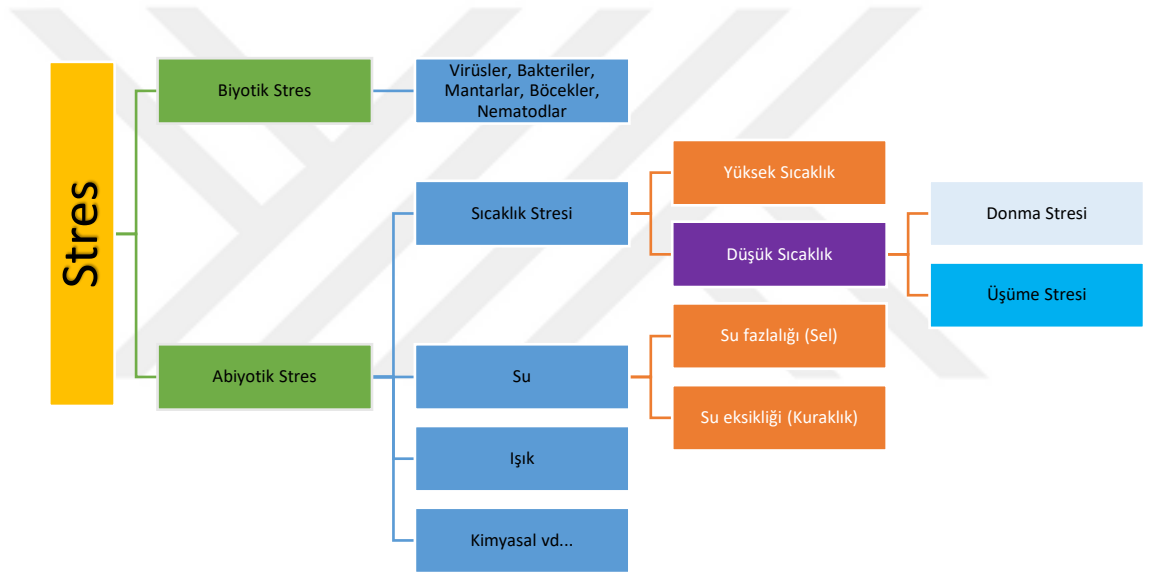 Stres
Biyotik Stres
Virüsler, Bakteriler,
Mantarlar, Böcekler,
Nematodlar
Abiyotik Stres
Sıcaklık Stresi
Yüksek Sıcaklık
Düşük Sıcaklık
Donma Stresi
Üşüme Stresi
Su
Su fazlalığı (Sel)
Su eksikliği (Kuraklık)
Işık
Kimyasal vd...